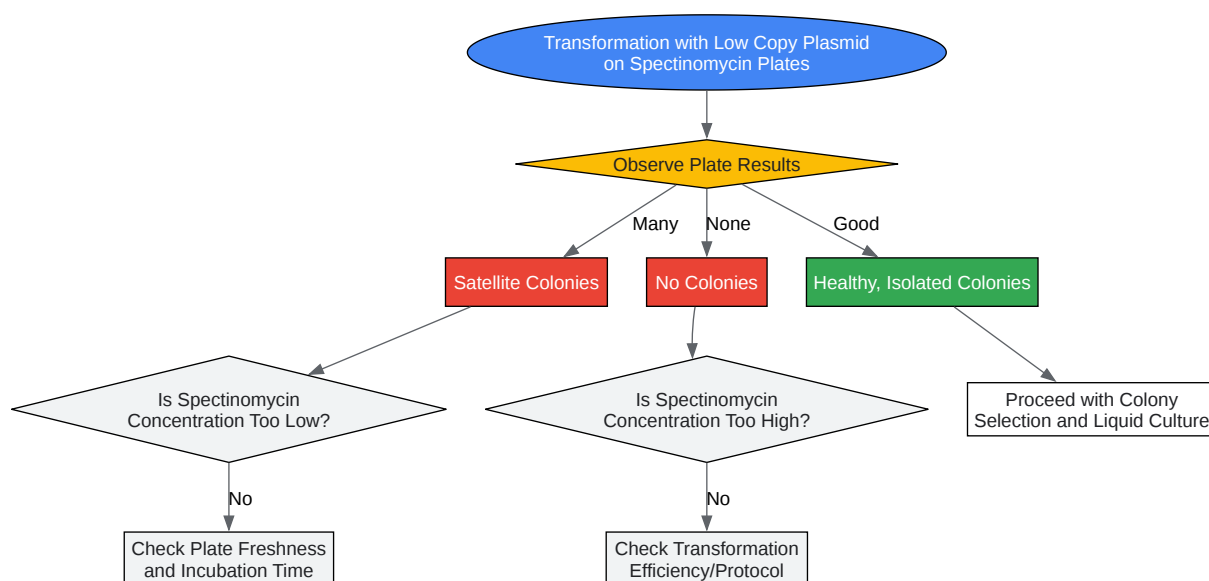 Transformation with Low Copy Plasmid
on Spectinomycin Plates
Observe Plate Results
Many
None
Good
Satellite Colonies
No Colonies
Healthy, Isolated Colonies
Is Spectinomycin
Concentration Too Low?
Is Spectinomycin
Concentration Too High?
Proceed with Colony
Selection and Liquid Culture
No
No
Check Plate Freshness
and Incubation Time
Check Transformation
Efficiency/Protocol